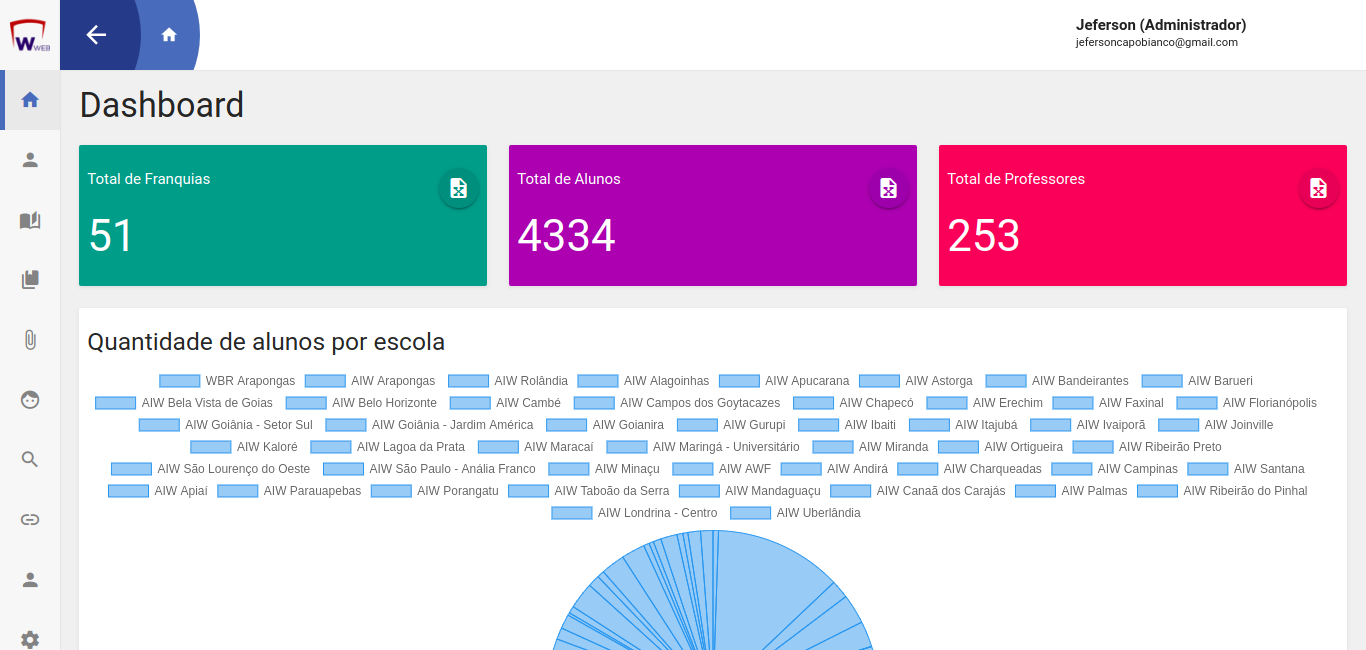 W WEB
Jeferson (Administrador)
jefersoncapobianco@gmail.com
Dashboard
Total de Franquias
51
Total de Alunos
4334
Total de Professores
253
Quantidade de alunos por escola
WBR Arapongas AIW Arapongas AIW Rolândia AIW Alagoinhas AIW Apucarana AIW Astorga AIW Bandeirantes AIW Barueri
AIW Bela Vista de Goias AIW Belo Horizonte AIW Cambé AIW Campos dos Goytacazes AIW Chapecó AIW Erechim AIW Faxinal AIW Florianópolis
AIW Goiânia - Setor Sul AIW Goiânia - Jardim América AIW Goianira AIW Gurupi AIW Ibaiti AIW Itajubá AIW Ivaiporã AIW Joinville
AIW Kaloré AIW Lagoa da Prata AIW Maracaí AIW Maringá - Universitário AIW Miranda AIW Ortigueira AIW Ribeirão Preto
AIW São Lourenço do Oeste AIW São Paulo - Anália Franco AIW Minaçu AIW AWF AIW Andirá AIW Charqueadas AIW Campinas AIW Santana
AIW Apiaí AIW Parauapebas AIW Porangatu AIW Taboão da Serra AIW Mandaguaçu AIW Canaã dos Carajás AIW Palmas AIW Ribeirão do Pinhal
AIW Londrina - Centro AIW Uberlândia